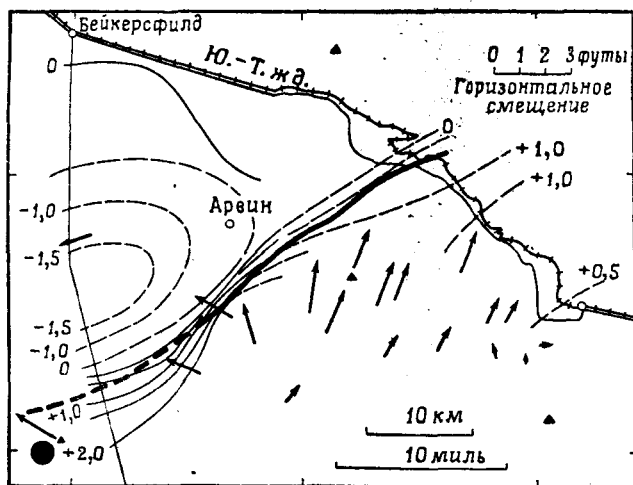 Бейкерсфилд
Ю.-Т. жд.
0 1 2 3 футы
Горизонтальное
смещение
0
0
+1,0
+1,0
Арвин
-1,0
-1,5
+0,5
-1,5
-1,0
0
+1,0
+2,0
10 км
10 миль